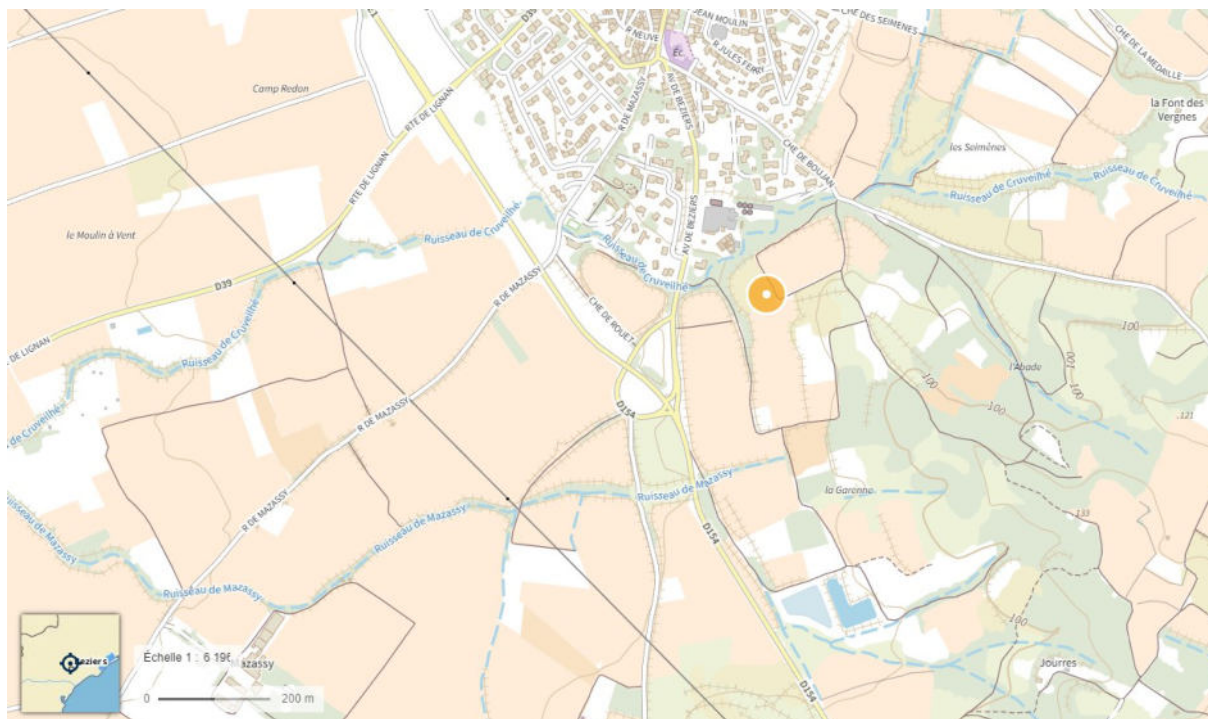 JEAN MOULIN
CHE DES SEIMENES
R NEUVE
Éc.
R JULES FERRY
CHE DE LA MEDAILLE
Camp Redon
RTE DE LIGNAN
R DE MAZASSY
AV DE BEZIERS
la Font des
Vergnes
RTE DE LIGNAN
CHE DE BOUJAN
les Seimènes
Ruisseau de Cruveilhé
Ruisseau de Cruveilhé
le Moulin à Vent
Ruisseau de Cruveilhé
AV DE BEZIERS
D39
R DE MAZASSY
Ruisseau de Cruveilhé
CHE DE ROUET
100
DE LIGNAN
Ruisseau de Cruveilhé
l'Abade
100
100
100
100
R DE MAZASSY
D154
121
de Cruveilhé
Ruisseau de Mazassy
la Garenne
R DE MAZASSY
Ruisseau de Mazassy
133
Ruisseau de Mazassy
D154
Ruisseau de Mazassy
Beziers
Échelle 1 : 6 196
Mazassy
Jourres
0 200 m
D154